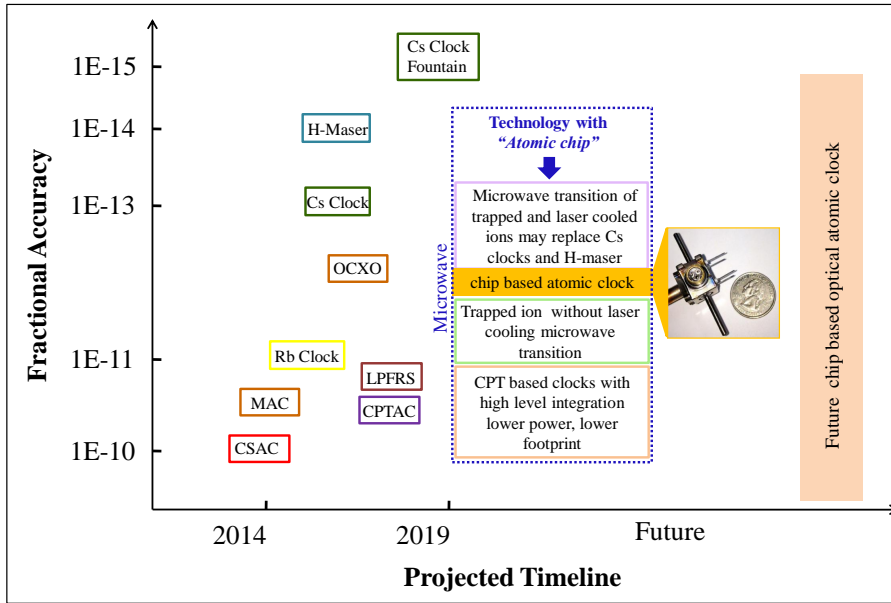 Fractional Accuracy
1E-15
1E-14
1E-13
1E-11
1E-10
Cs Clock
Fountain
H-Maser
Cs Clock
OCXO
Rb Clock
LPFRS
MAC
CPTAC
CSAC
Microwave
Technology with
“Atomic chip”
Microwave transition of
trapped and laser cooled
ions may replace Cs
clocks and H-maser
chip based atomic clock
Trapped ion without laser
cooling microwave
transition
CPT based clocks with
high level integration
lower power, lower
footprint
Future chip based optical atomic clock
2014
2019
Future
Projected Timeline